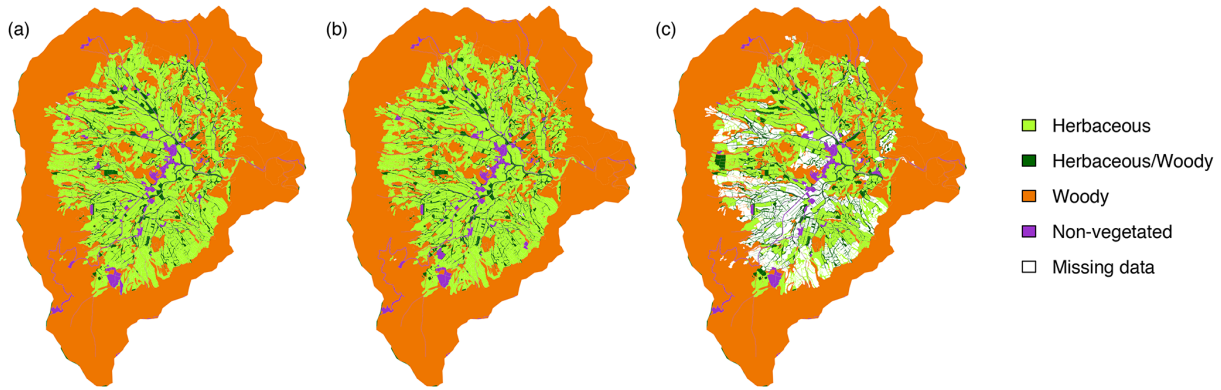 (a)
(b)
(c)
Herbaceous
Herbaceous/Woody
Woody
Non-vegetated
Missing data